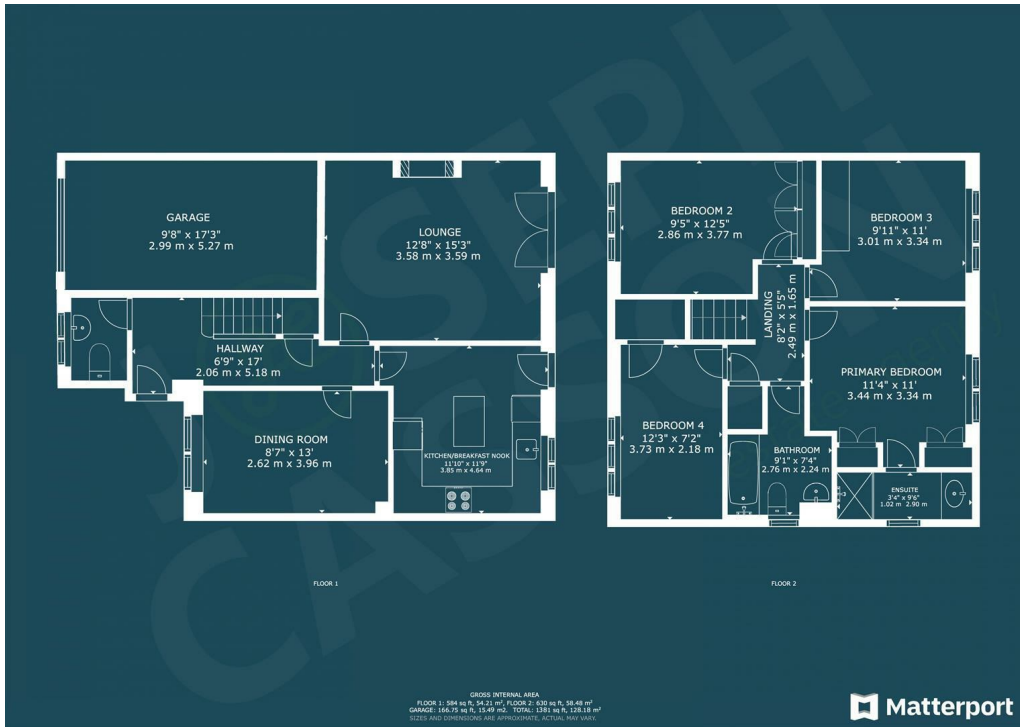 GARAGE
9'8" x 17'3"
2.99 m x 5.27 m
LOUNGE
12'8" x 15'3"
3.58 m x 3.59 m
HALLWAY
6'9" x 17'
2.06 m x 5.18 m
DINING ROOM
8'7" x 13'
2.62 m x 3.96 m
KITCHEN/BREAKFAST NOOK
11'10" x 11'9"
3.85 m x 4.64 m
FLOOR 1
BEDROOM 2
9'5" x 12'5"
2.86 m x 3.77 m
BEDROOM 3
9'11" x 11'
3.01 m x 3.34 m
LANDING
8'2" x 5'5"
2.49 m x 1.65 m
PRIMARY BEDROOM
11'4" x 11'
3.44 m x 3.34 m
BEDROOM 4
12'3" x 7'2"
3.73 m x 2.18 m
BATHROOM
9'1" x 7'4"
2.76 m x 2.24 m
ENSUITE
3'4" x 9'6"
1.02 m 2.90 m
FLOOR 2
JOSEPH
CASSON
GROSS INTERNAL AREA
FLOOR 1: 584 sq ft, 54.21 m², FLOOR 2: 630 sq ft, 58.48 m²
GARAGE: 166.75 sq ft, 15.49 m2, TOTAL: 1381 sq ft, 128.18 m²
SIZES AND DIMENSIONS ARE APPROXIMATE, ACTUAL MAY VARY.
Matterport